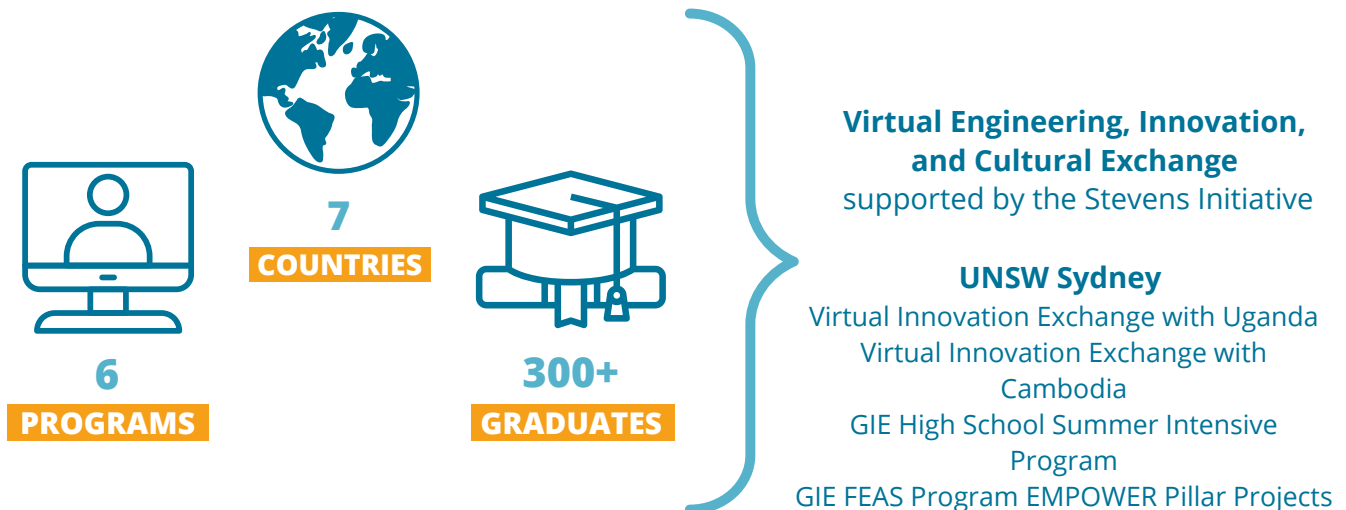 7
COUNTRIES
6
PROGRAMS
300+
GRADUATES
Virtual Engineering, Innovation,
and Cultural Exchange
supported by the Stevens Initiative
UNSW Sydney
Virtual Innovation Exchange with Uganda
Virtual Innovation Exchange with
Cambodia
GIE High School Summer Intensive
Program
GIE FEAS Program EMPOWER Pillar Projects